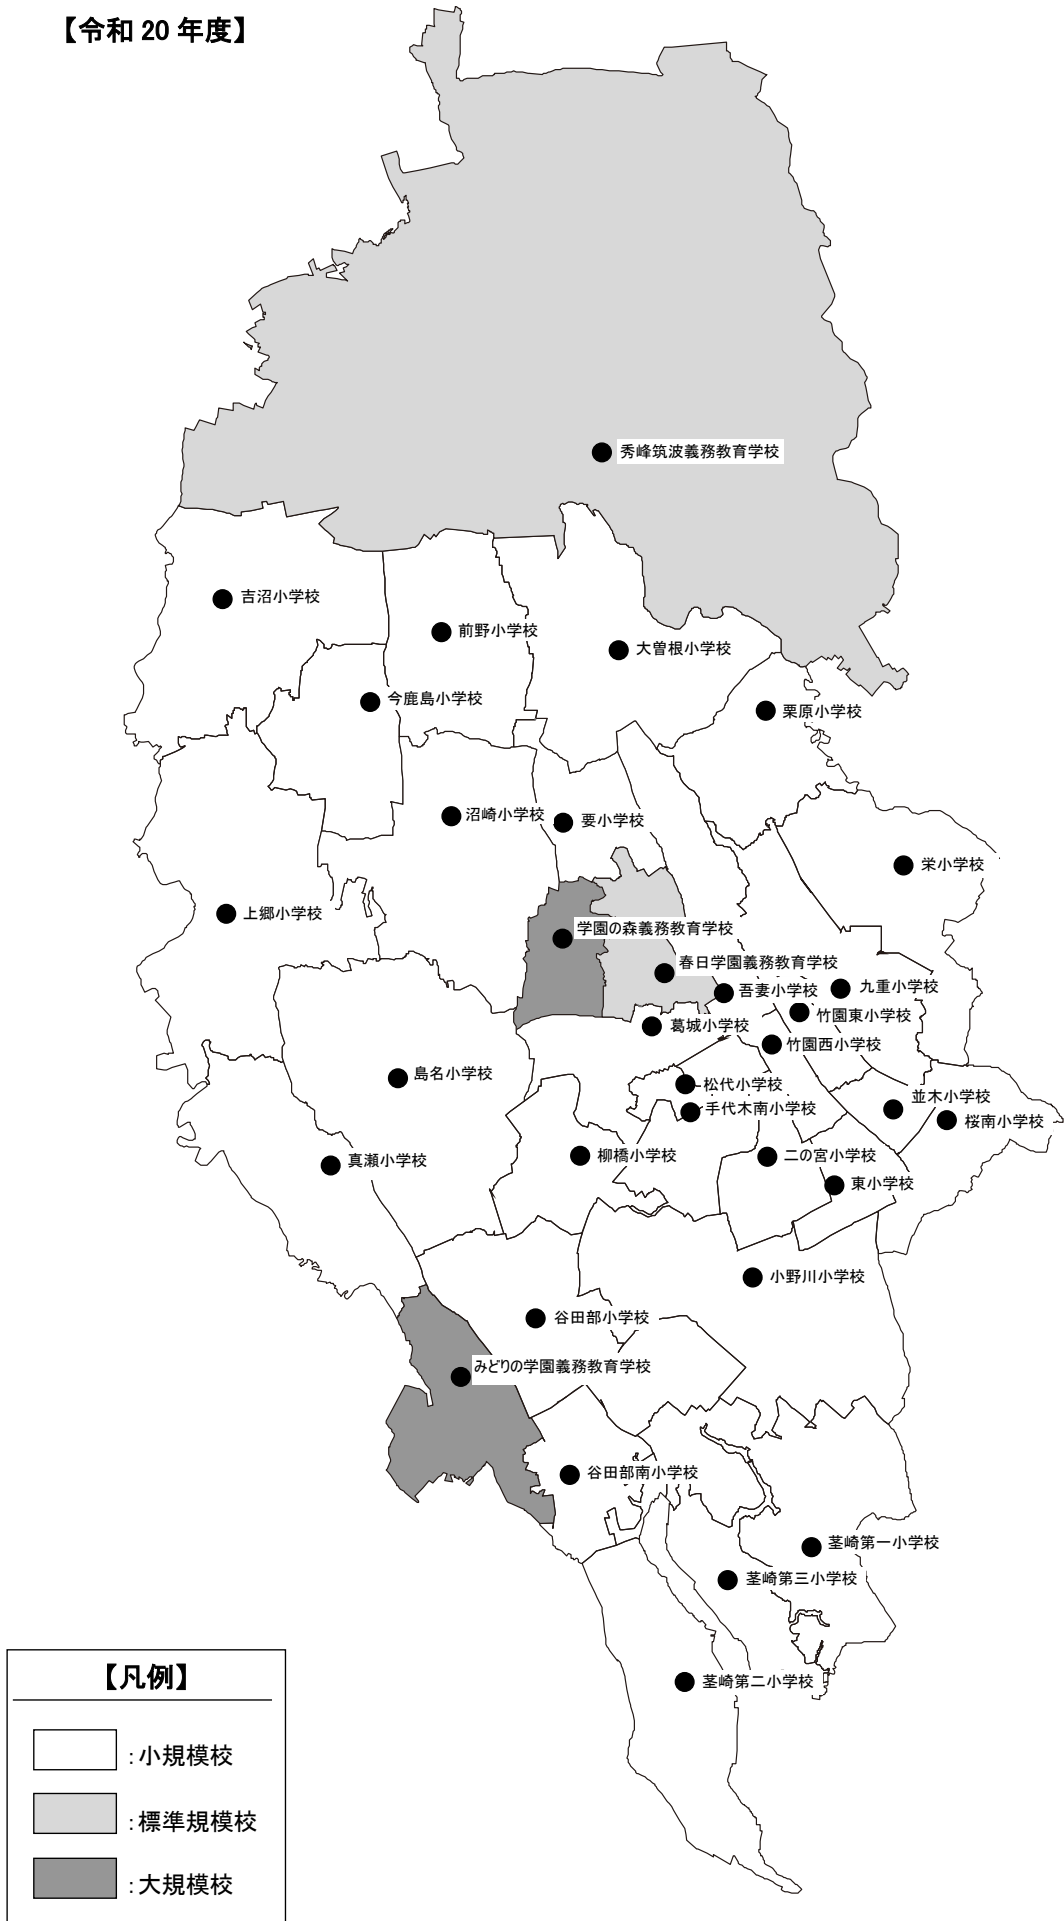 【令和 20 年度】
秀峰筑波義務教育学校
吉沼小学校
前野小学校
大曽根小学校
今鹿島小学校
栗原小学校
沼崎小学校
要小学校
栄小学校
上郷小学校
学園の森義務教育学校
春日学園義務教育学校
吾妻小学校
九重小学校
竹園東小学校
葛城小学校
竹園西小学校
島名小学校
松代小学校
並木小学校
手代木南小学校
桜南小学校
真瀬小学校
柳橋小学校
二の宮小学校
東小学校
小野川小学校
谷田部小学校
みどりの学園義務教育学校
谷田部南小学校
茎崎第一小学校
茎崎第三小学校
茎崎第二小学校
【凡例】
：小規模校
：標準規模校
：大規模校